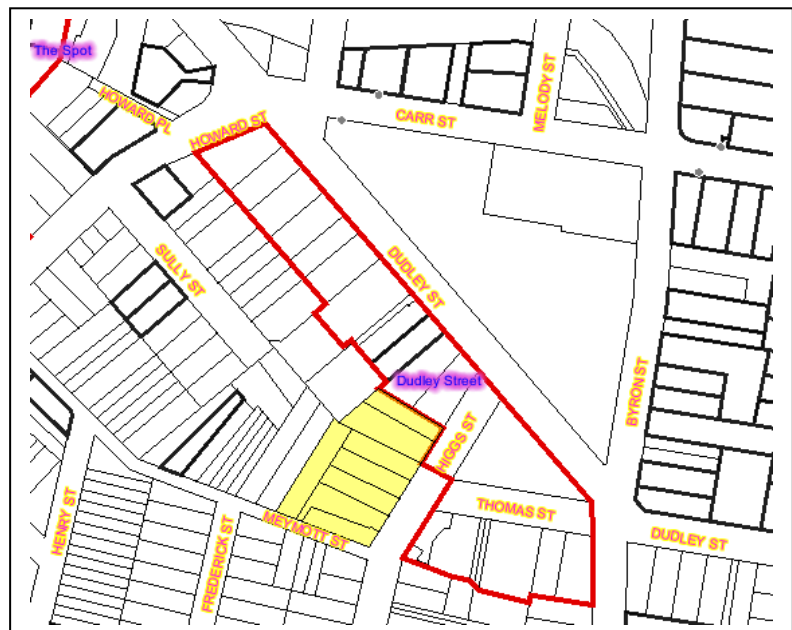 The Spot
HOWARD PL
HOWARD ST
CARR ST
MELODY ST
SULLY ST
DUDLEY ST
Dudley Street
BYRON ST
HIGGS ST
THOMAS ST
MEYMOTT ST
HENRY ST
FREDERICK ST
DUDLEY ST